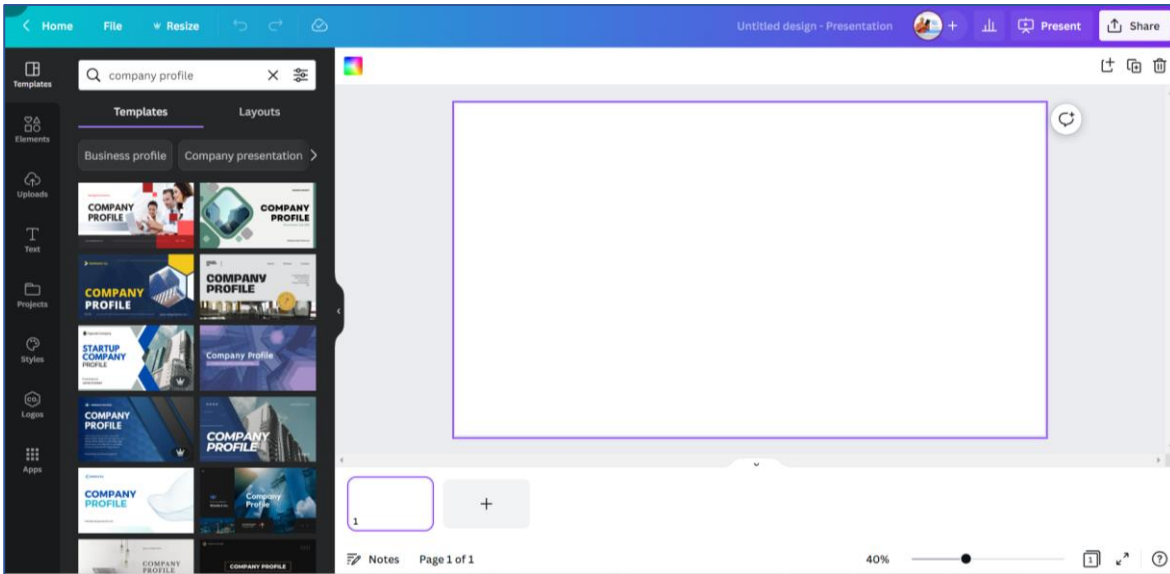 Home File Resize Untitled design - Presentation + Present Share
Templates
Elements
Uploads
Text
Projects
Styles
Logos
CO.
Apps
company profile
Templates Layouts
Business profile Company presentation
COMPANY
PROFILE
COMPANY
PROFILE
COMPANY
PROFILE
COMPANY
PROFILE
STARTUP
COMPANY
PROFILE
Company Profile
COMPANY
PROFILE
COMPANY
PROFILE
COMPANY
PROFILE
Company
Profile
COMPANY
PROFILE
COMPANY PROFILE
1
+
Notes Page 1 of 1 40% 1 ?